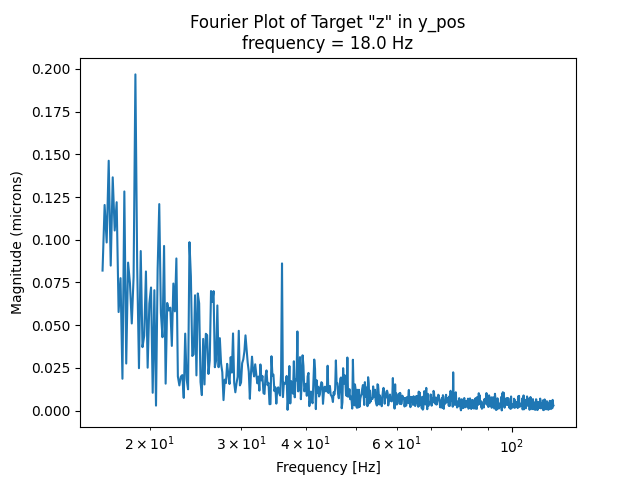 Fourier Plot of Target "z" in y_pos
frequency = 18.0 Hz
0.200
0.175
0.150
0.125
0.100
0.075
0.050
0.025
0.000
Magnitude (microns)
2 × 10¹
3 × 10¹
4 × 10¹
6 × 10¹
10²
Frequency [Hz]